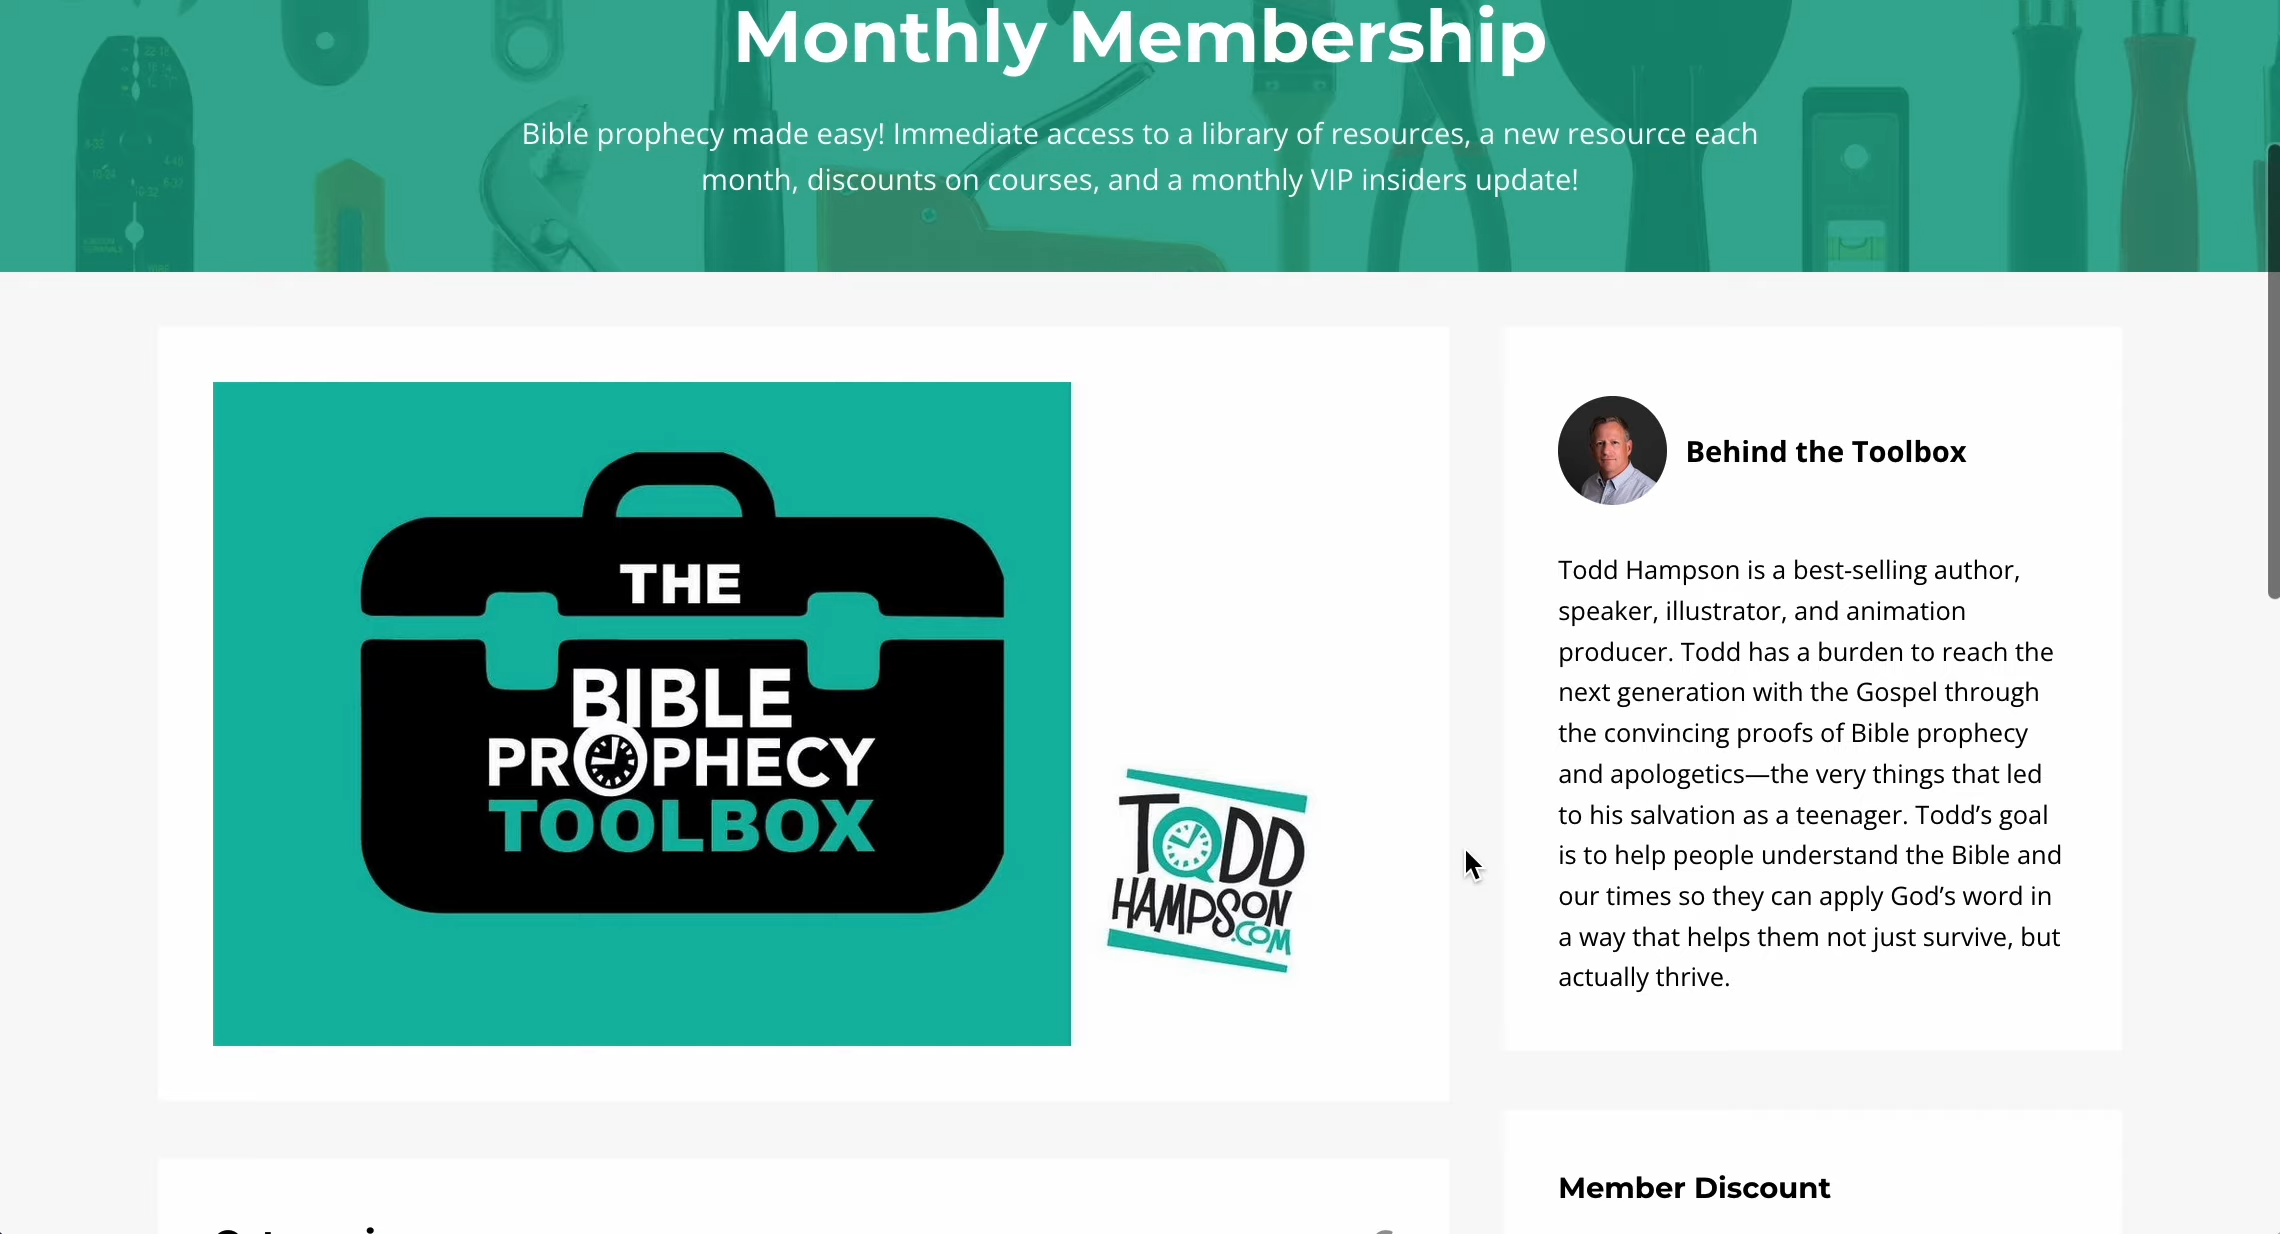 Monthly Membership
Bible prophecy made easy! Immediate access to a library of resources, a new resource each
month, discounts on courses, and a monthly VIP insiders update!
THE
BIBLE
PROPHECY
TOOLBOX
TODD
HAMPSON
.COM
Behind the Toolbox
Todd Hampson is a best-selling author,
speaker, illustrator, and animation
producer. Todd has a burden to reach the
next generation with the Gospel through
the convincing proofs of Bible prophecy
and apologetics—the very things that led
to his salvation as a teenager. Todd’s goal
is to help people understand the Bible and
our times so they can apply God’s word in
a way that helps them not just survive, but
actually thrive.
Member Discount